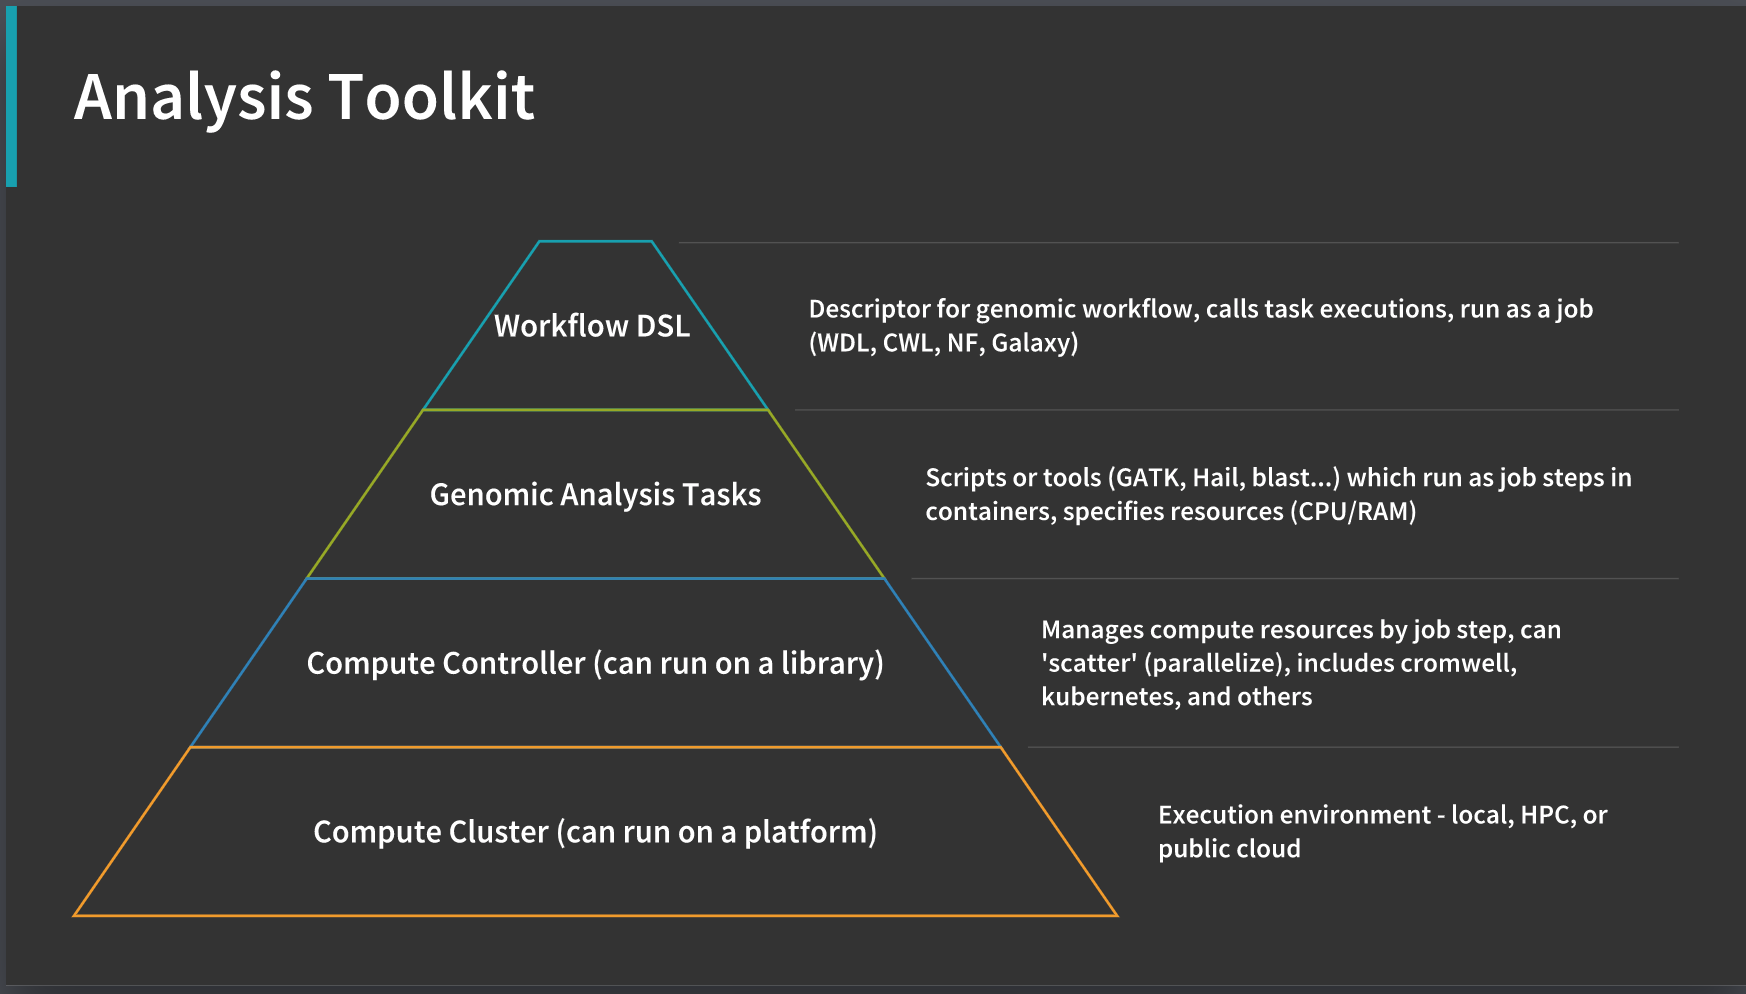 Analysis Toolkit
Workflow DSL
Descriptor for genomic workflow, calls task executions, run as a job
(WDL, CWL, NF, Galaxy)
Genomic Analysis Tasks
Scripts or tools (GATK, Hail, blast...) which run as job steps in
containers, specifies resources (CPU/RAM)
Compute Controller (can run on a library)
Manages compute resources by job step, can
'scatter' (parallelize), includes cromwell,
kubernetes, and others
Compute Cluster (can run on a platform)
Execution environment - local, HPC, or
public cloud